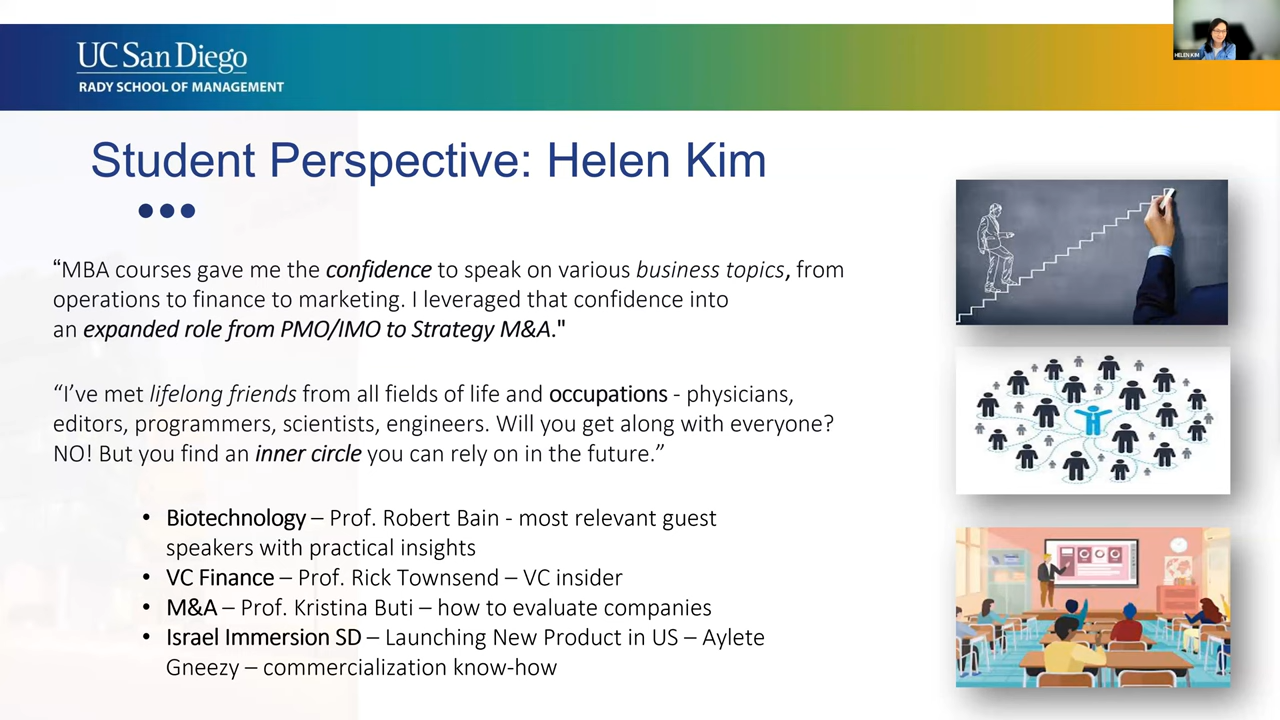 HELEN KIM
UC San Diego
RADY SCHOOL OF MANAGEMENT
Student Perspective: Helen Kim
“MBA courses gave me the confidence to speak on various business topics, from
operations to finance to marketing. I leveraged that confidence into
an expanded role from PMO/IMO to Strategy M&A."
“I’ve met lifelong friends from all fields of life and occupations - physicians,
editors, programmers, scientists, engineers. Will you get along with everyone?
NO! But you find an inner circle you can rely on in the future.”
• Biotechnology – Prof. Robert Bain - most relevant guest
speakers with practical insights
• VC Finance – Prof. Rick Townsend – VC insider
• M&A – Prof. Kristina Buti – how to evaluate companies
• Israel Immersion SD – Launching New Product in US – Aylete
Gneezy – commercialization know-how